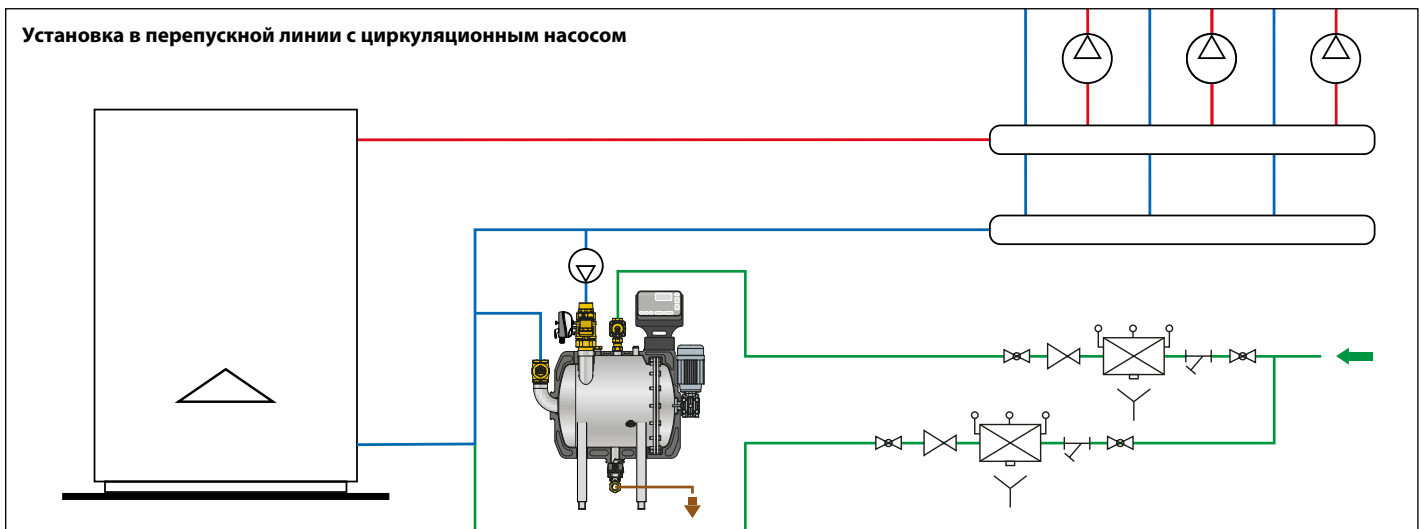 Установка в перепускной линии с циркуляционным насосом